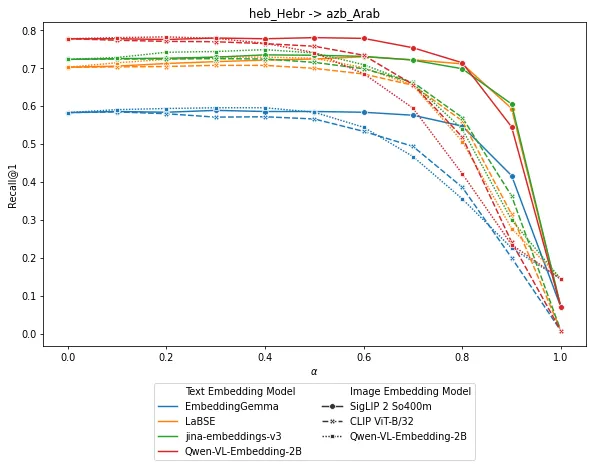 heb_Hebr -> azb_Arab
Recall@1
0.8
0.7
0.6
0.5
0.4
0.3
0.2
0.1
0.0
0.0 0.2 0.4 0.6 0.8 1.0
α
Text Embedding Model Image Embedding Model
EmbeddingGemma SigLIP 2 So400m
LaBSE CLIP ViT-B/32
jina-embeddings-v3 Qwen-VL-Embedding-2B
Qwen-VL-Embedding-2B